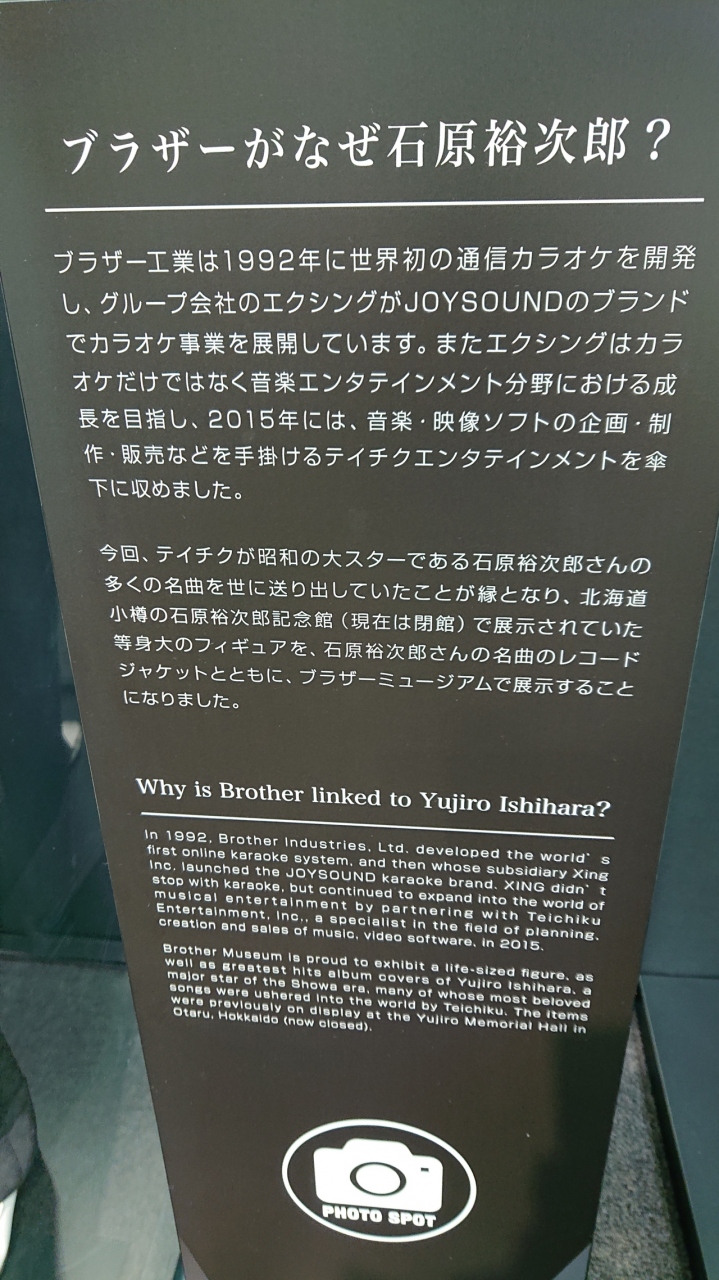 ブラザーがなぜ石原裕次郎？
ブラザー工業は1992年に世界初の通信カラオケを開発
し、グループ会社のエクシングがJOYSOUNDのブランド
でカラオケ事業を展開しています。またエクシングはカラ
オケだけではなく音楽エンタテインメント分野における成
長を目指し、2015年には、音楽・映像ソフトの企画・制
作・販売などを手掛けるテイチクエンタテインメントを傘
下に収めました。
今回、テイチクが昭和の大スターである石原裕次郎さんの
多くの名曲を世に送り出していたことが縁となり、北海道
小樽の石原裕次郎記念館（現在は閉館）で展示されていた
等身大のフィギュアを、石原裕次郎さんの名曲のレコード
ジャケットとともに、ブラザーミュージアムで展示すること
になりました。
Why is Brother linked to Yujiro Ishihara?
In 1992, Brother Industries, Ltd. developed the world's
first online karaoke system, and then whose subsidiary Xing
Inc. launched the JOYSOUND karaoke brand. XING didn't
stop with karaoke, but continued to expand into the world of
musical entertainment by partnering with Teichiku
Entertainment, Inc., a specialist in the field of planning,
creation and sales of music, video software, in 2015.
Brother Museum is proud to exhibit a life-sized figure, as
well as greatest hits album covers of Yujiro Ishihara, a
major star of the Showa era, many of whose most beloved
songs were ushered into the world by Teichiku. The items
were previously on display at the Yujiro Memorial Hall in
Otaru, Hokkaido (now closed).
PHOTO SPOT